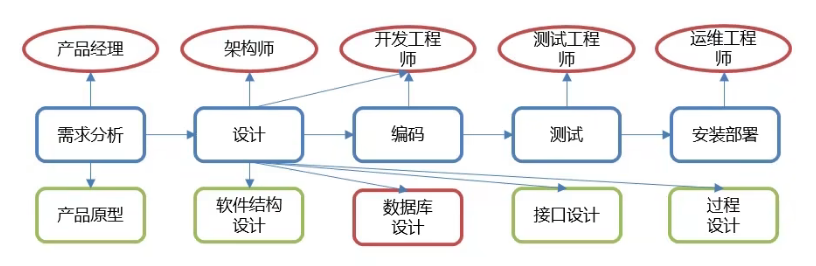 产品经理
架构师
开发工程
师
测试工程
师
运维工程
师
需求分析
设计
编码
测试
安装部署
产品原型
软件结构
设计
数据库
设计
接口设计
过程
设计